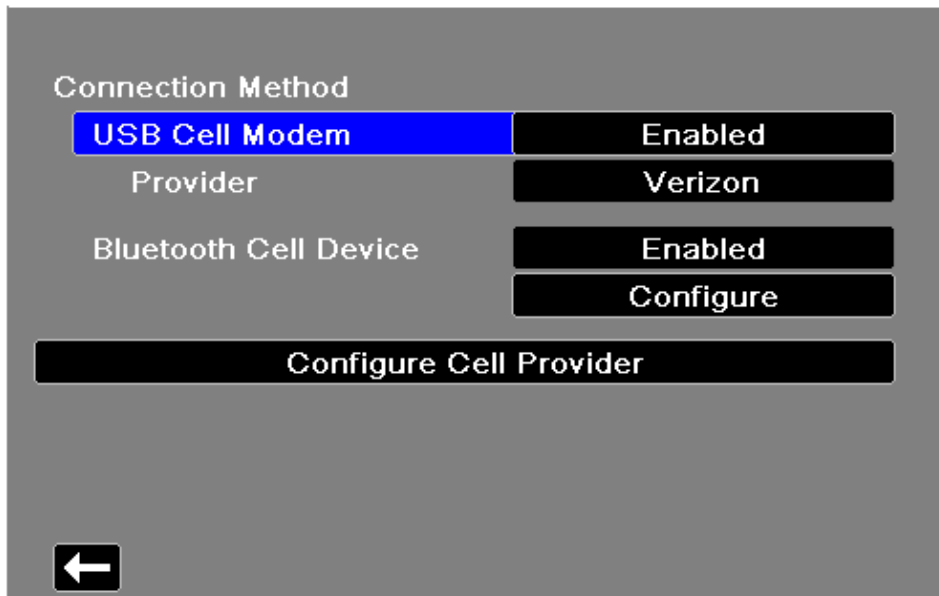 Connection Method
USB Cell Modem Enabled
Provider Verizon
Bluetooth Cell Device Enabled
Configure
Configure Cell Provider